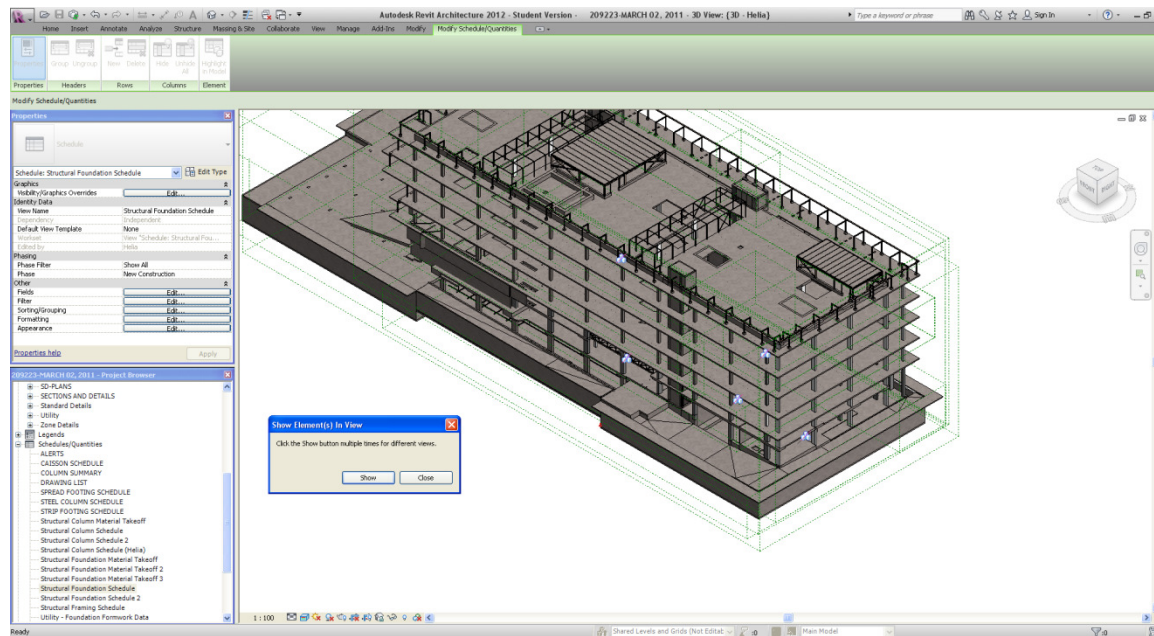 Autodesk Revit Architecture 2012 - Student Version - 209223-MARCH 02, 2011 - 3D View: {3D - Helia}
Type a keyword or phrase
Sign In
Home Insert Annotate Analyze Structure Massing & Site Collaborate View Manage Add-Ins Modify Modify Schedule/Quantities
Properties Group Ungroup New Delete Hide Unhide All Highlight in Model
Properties Headers Rows Columns Element
Modify Schedule/Quantities
Properties
Schedule
Schedule: Structural Foundation Schedule Edit Type
Graphics
Visibility/Graphics Overrides Edit...
Identity Data
View Name Structural Foundation Schedule
Dependency Independent
Default View Template None
Workset View "Schedule: Structural Fou...
Edited by Helia
Phasing
Phase Filter Show All
Phase New Construction
Other
Fields Edit...
Filter Edit...
Sorting/Grouping Edit...
Formatting Edit...
Appearance Edit...
Properties help Apply
209223-MARCH 02, 2011 - Project Browser
SD-PLANS
SECTIONS AND DETAILS
Standard Details
Utility
Zone Details
Legends
Schedules/Quantities
ALERTS
CAISSON SCHEDULE
COLUMN SUMMARY
DRAWING LIST
SPREAD FOOTING SCHEDULE
STEEL COLUMN SCHEDULE
STRIP FOOTING SCHEDULE
Structural Column Material Takeoff
Structural Column Schedule
Structural Column Schedule 2
Structural Column Schedule (Helia)
Structural Foundation Material Takeoff
Structural Foundation Material Takeoff 2
Structural Foundation Material Takeoff 3
Structural Foundation Schedule
Structural Foundation Schedule 2
Structural Framing Schedule
Utility - Foundation Formwork Data
Show Element(s) In View
Click the Show button multiple times for different views.
Show Close
TOP
FRONT RIGHT
1 : 100
Ready
Shared Levels and Grids (Not Editat :0 Main Model :0